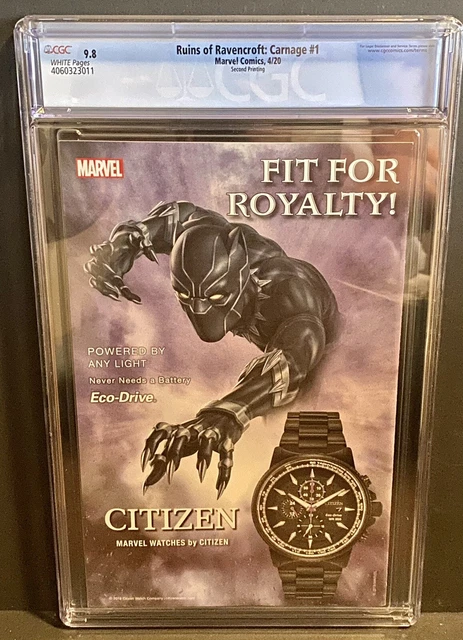 CGC 9.8
WHITE Pages
4060323011
Ruins of Ravencroft: Carnage #1
Marvel Comics, 4/20
Second Printing
CGC
MARVEL
FIT FOR
ROYALTY!
POWERED BY
ANY LIGHT
Never Needs a Battery
Eco-Drive
CITIZEN
MARVEL WATCHES by CITIZEN
CITIZEN